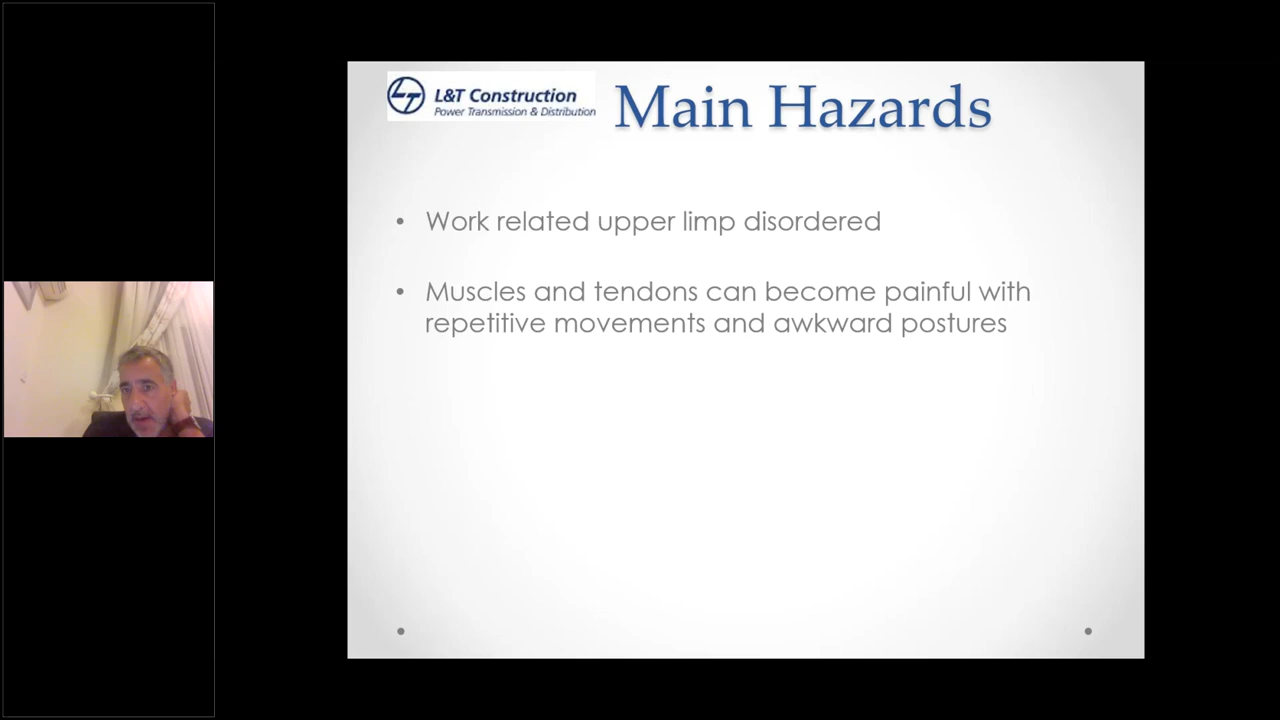 L&T Construction
Power Transmission & Distribution
Main Hazards
• Work related upper limp disordered
• Muscles and tendons can become painful with
repetitive movements and awkward postures